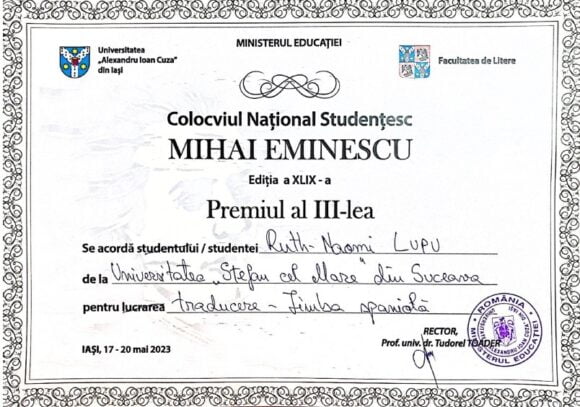 MINISTERUL EDUCAȚIEI
Universitatea
„Alexandru Ioan Cuza"
din Iași
Facultatea de Litere
Colocviul Național Studențesc
MIHAI EMINESCU
Ediția a XLIX - a
Premiul al III-lea
Se acordă studentului / studentei Ruth-Naomi LUPU
de la Universitatea „Ștefan cel Mare" din Suceava
pentru lucrarea traducere - Limba spaniolă
RECTOR,
Prof. univ. dr. Tudorel TOADER
IAȘI, 17 - 20 mai 2023
ROMÂNIA
MINISTERUL EDUCAȚIEI